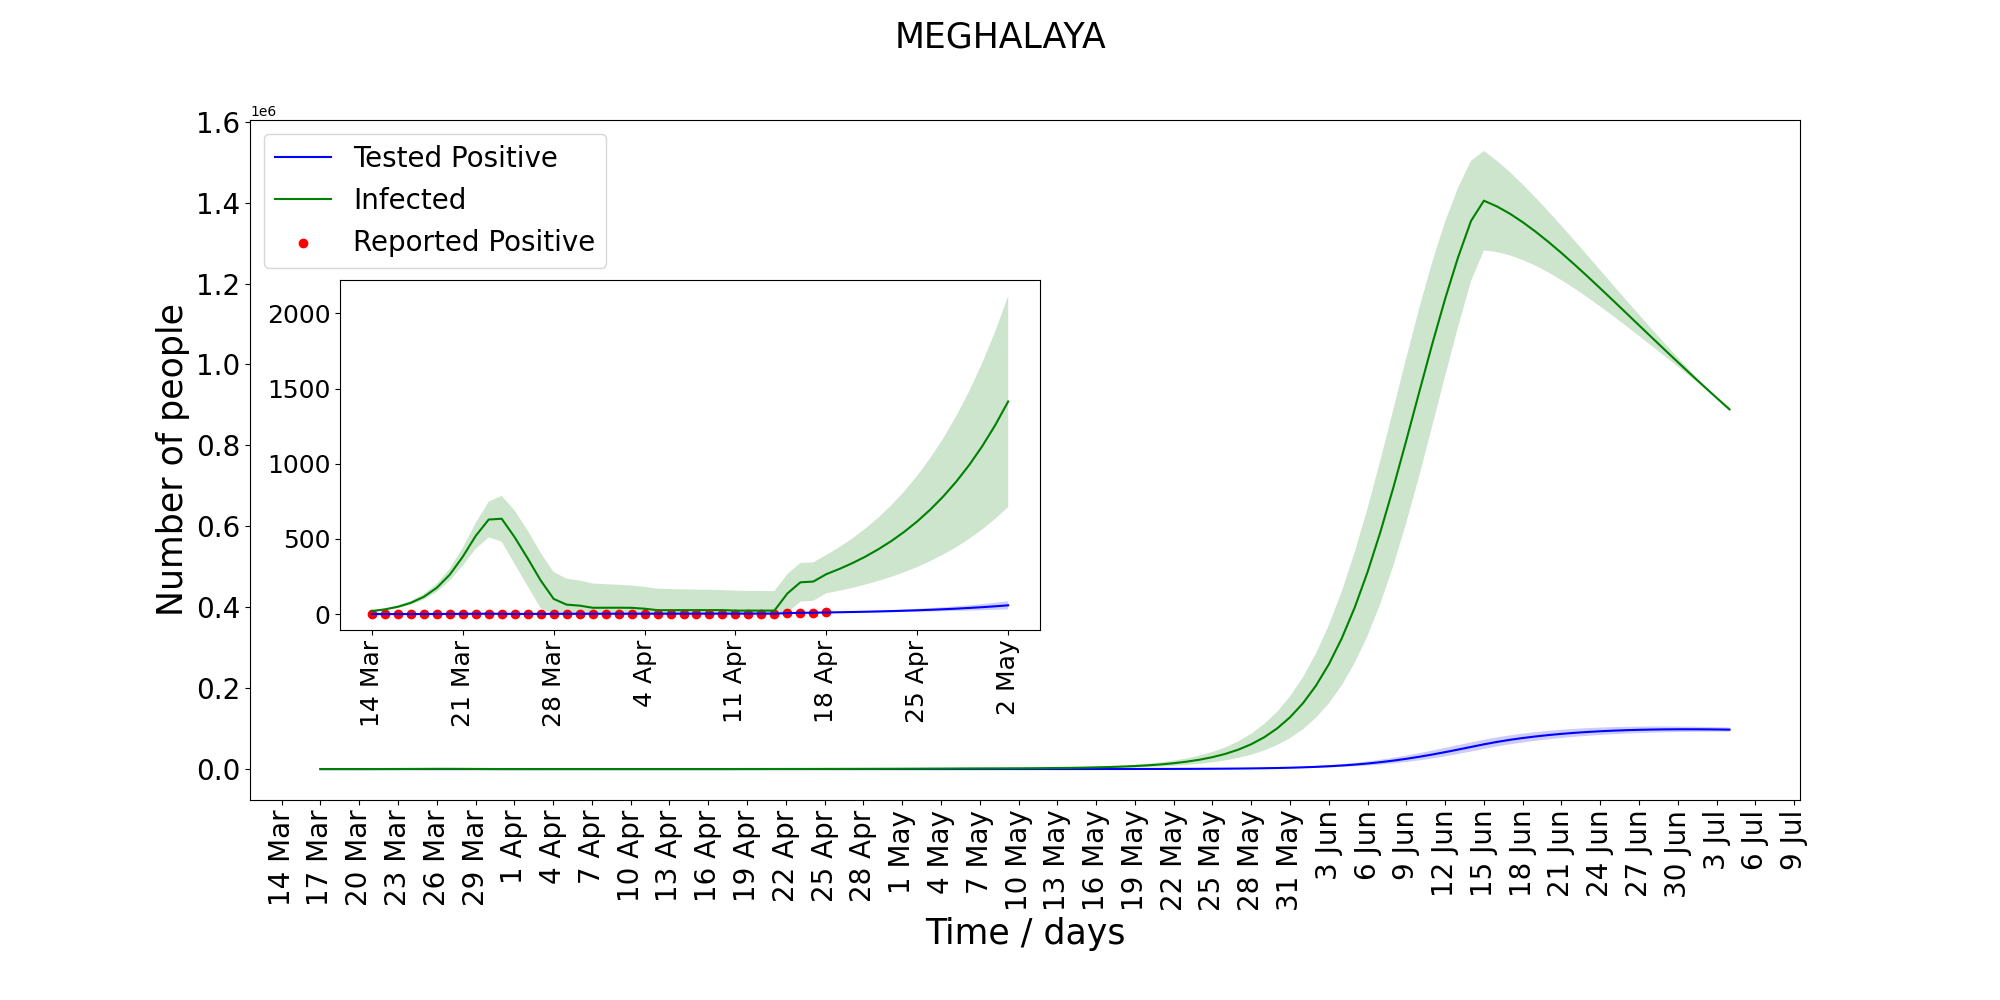 MEGHALAYA
1e6
1.6
1.4
1.2
1.0
0.8
0.6
0.4
0.2
0.0
Number of people
Tested Positive
Infected
Reported Positive
2000
1500
1000
500
0
14 Mar
21 Mar
28 Mar
4 Apr
11 Apr
18 Apr
25 Apr
2 May
14 Mar
17 Mar
20 Mar
23 Mar
26 Mar
29 Mar
1 Apr
4 Apr
7 Apr
10 Apr
13 Apr
16 Apr
19 Apr
22 Apr
25 Apr
28 Apr
1 May
4 May
7 May
10 May
13 May
16 May
19 May
22 May
25 May
28 May
31 May
3 Jun
6 Jun
9 Jun
12 Jun
15 Jun
18 Jun
21 Jun
24 Jun
27 Jun
30 Jun
3 Jul
6 Jul
9 Jul
Time / days